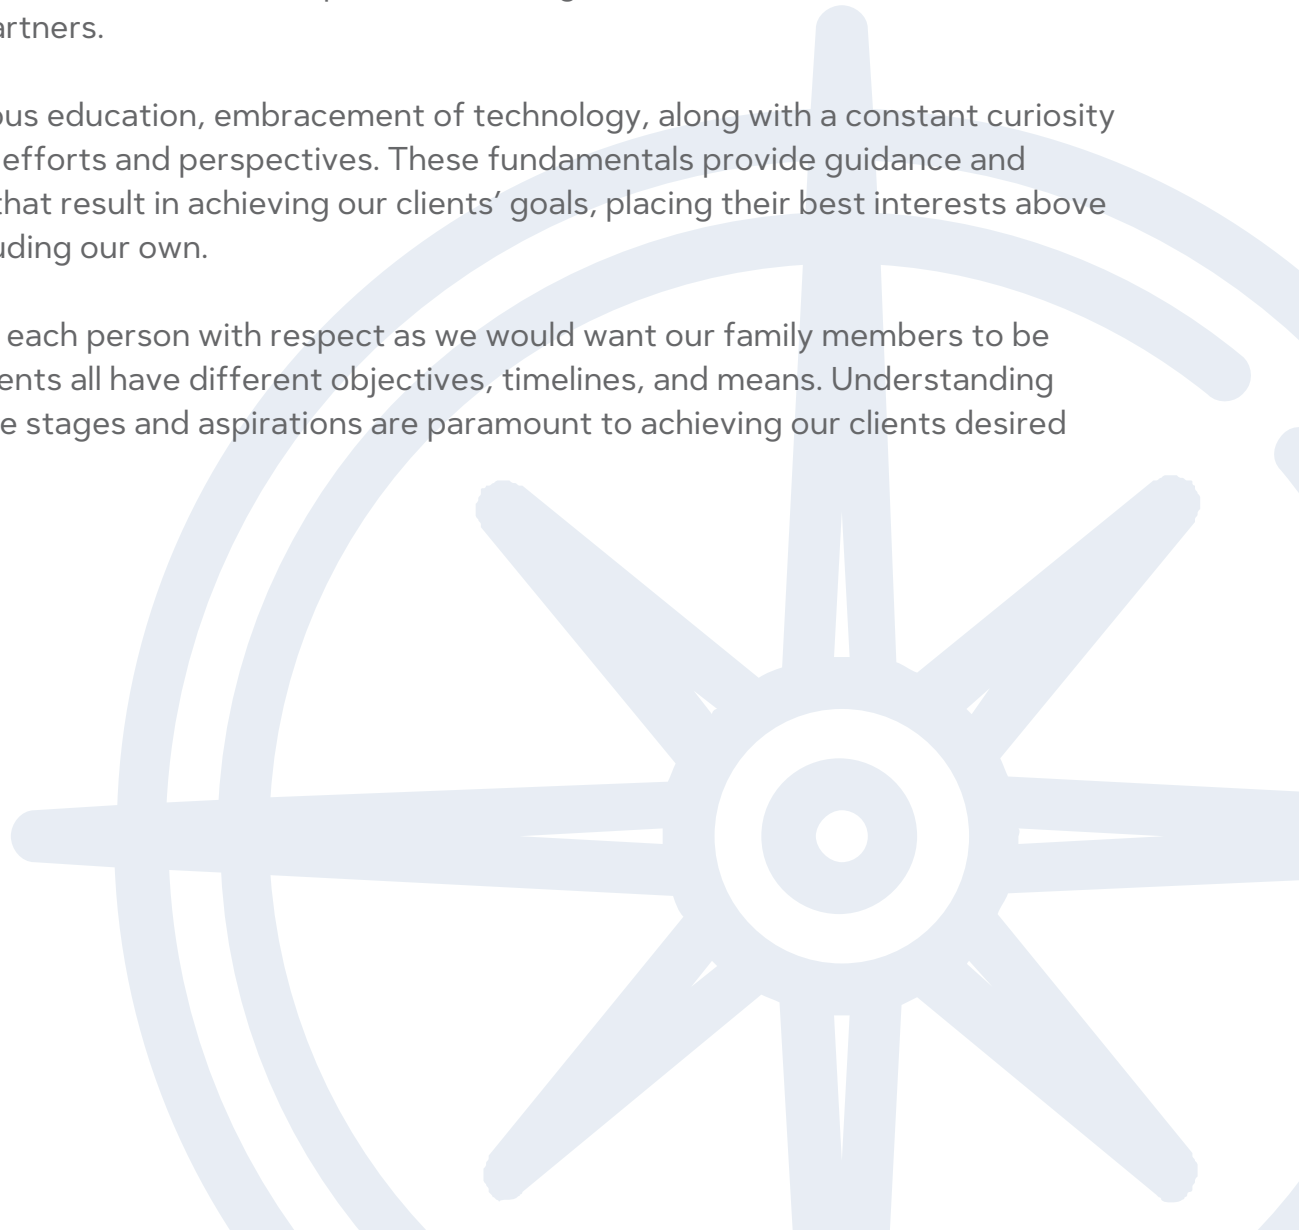 artners.
ous education, embracement of technology, along with a constant curiosity
efforts and perspectives. These fundamentals provide guidance and
that result in achieving our clients’ goals, placing their best interests above
uding our own.
each person with respect as we would want our family members to be
ents all have different objectives, timelines, and means. Understanding
e stages and aspirations are paramount to achieving our clients desired